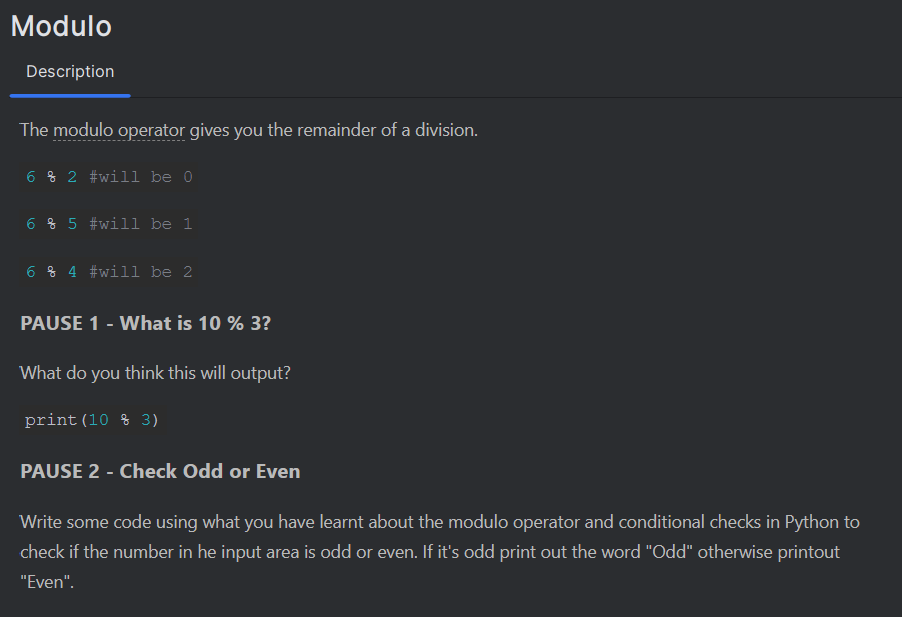 Modulo
Description
The modulo operator gives you the remainder of a division.
6 % 2 #will be 0
6 % 5 #will be 1
6 % 4 #will be 2
PAUSE 1 - What is 10 % 3?
What do you think this will output?
print(10 % 3)
PAUSE 2 - Check Odd or Even
Write some code using what you have learnt about the modulo operator and conditional checks in Python to
check if the number in he input area is odd or even. If it's odd print out the word "Odd" otherwise printout
"Even".